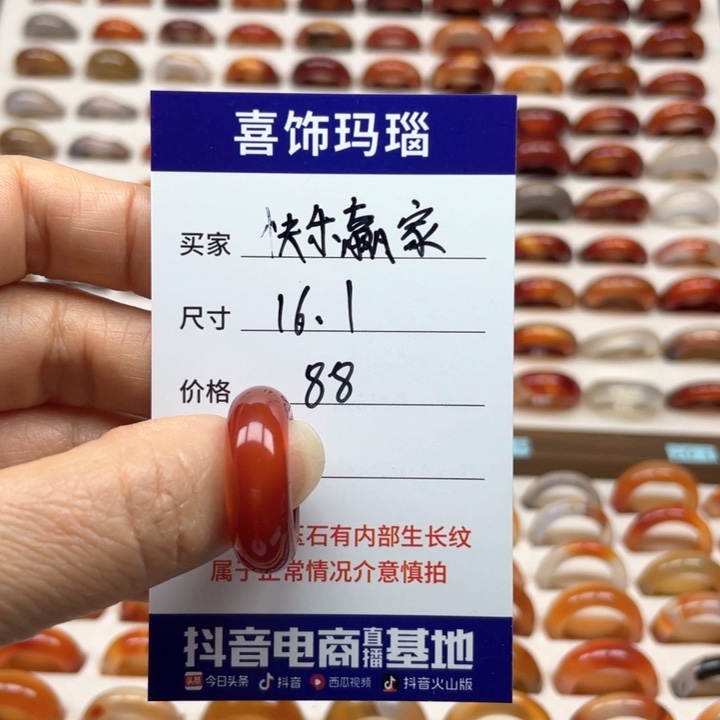 喜饰玛瑙
买家 快乐赢家
尺寸 16.1
价格 88
玉石有内部生长纹
属于正常情况介意慎拍
抖音电商直播基地
头条 今日头条 抖音 西瓜视频 抖音火山版